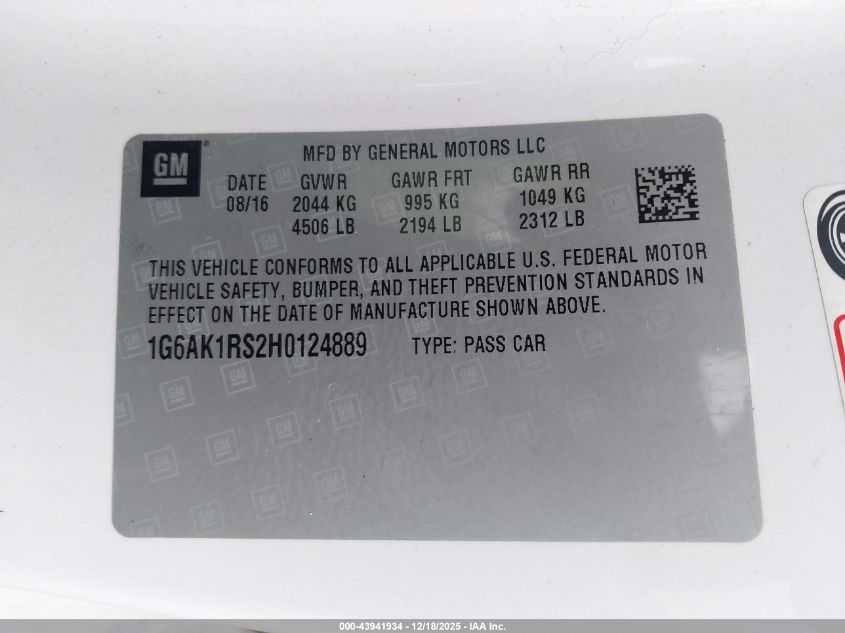 GM
MFD BY GENERAL MOTORS LLC
DATE GVWR GAWR FRT GAWR RR
08/16 2044 KG 995 KG 1049 KG
4506 LB 2194 LB 2312 LB
THIS VEHICLE CONFORMS TO ALL APPLICABLE U.S. FEDERAL MOTOR
VEHICLE SAFETY, BUMPER, AND THEFT PREVENTION STANDARDS IN
EFFECT ON THE DATE OF MANUFACTURE SHOWN ABOVE.
1G6AK1RS2H0124889 TYPE: PASS CAR
000-43941934 - 12/18/2025 - IAA Inc.